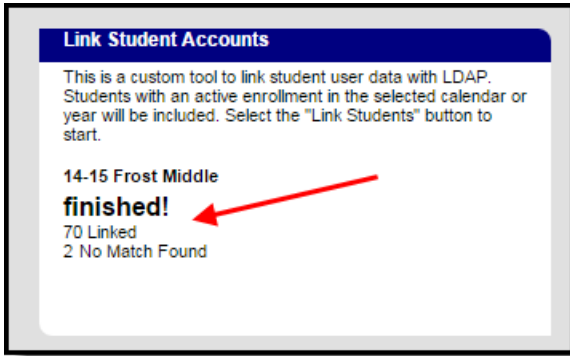 Link Student Accounts
This is a custom tool to link student user data with LDAP.
Students with an active enrollment in the selected calendar or
year will be included. Select the "Link Students" button to
start.
14-15 Frost Middle
finished!
70 Linked
2 No Match Found